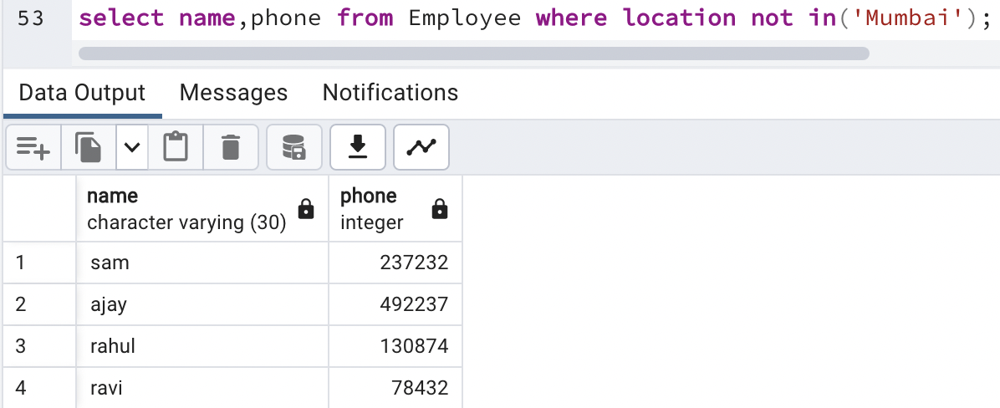 53 select name,phone from Employee where location not in('Mumbai');
Data Output Messages Notifications
name phone
character varying (30) integer
1 sam 237232
2 ajay 492237
3 rahul 130874
4 ravi 78432